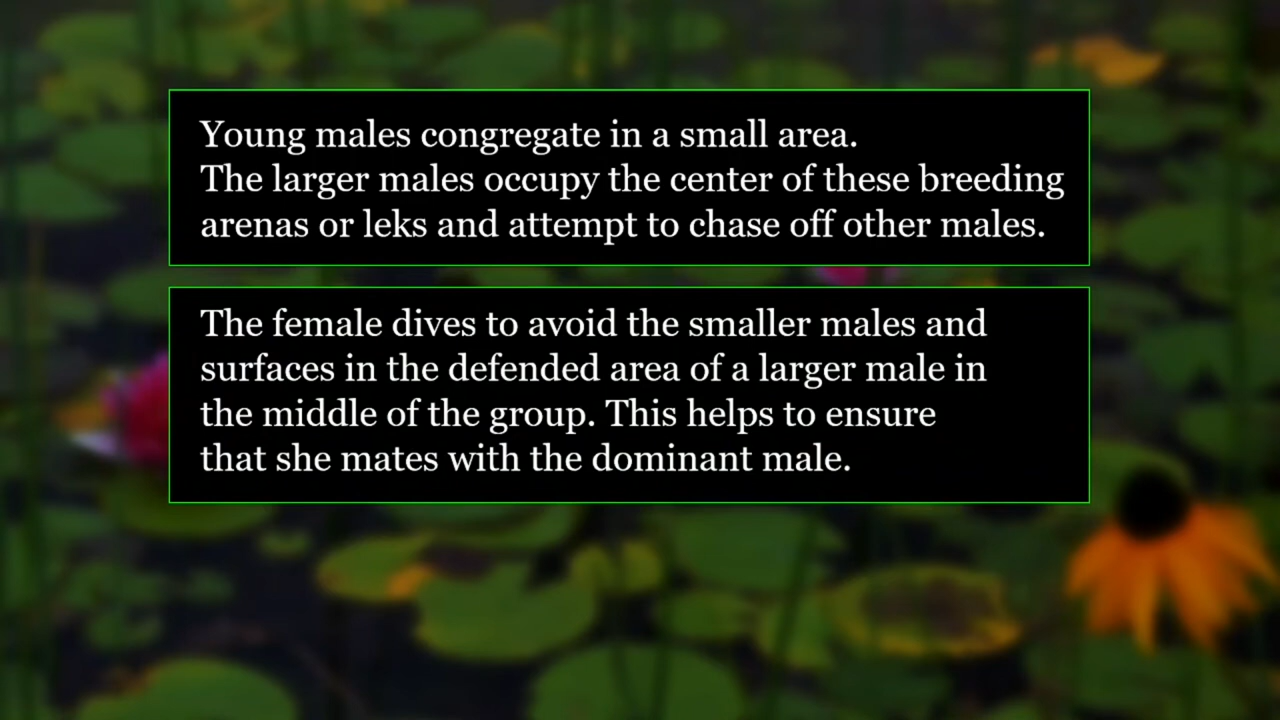 Young males congregate in a small area.
The larger males occupy the center of these breeding
arenas or leks and attempt to chase off other males.
The female dives to avoid the smaller males and
surfaces in the defended area of a larger male in
the middle of the group. This helps to ensure
that she mates with the dominant male.